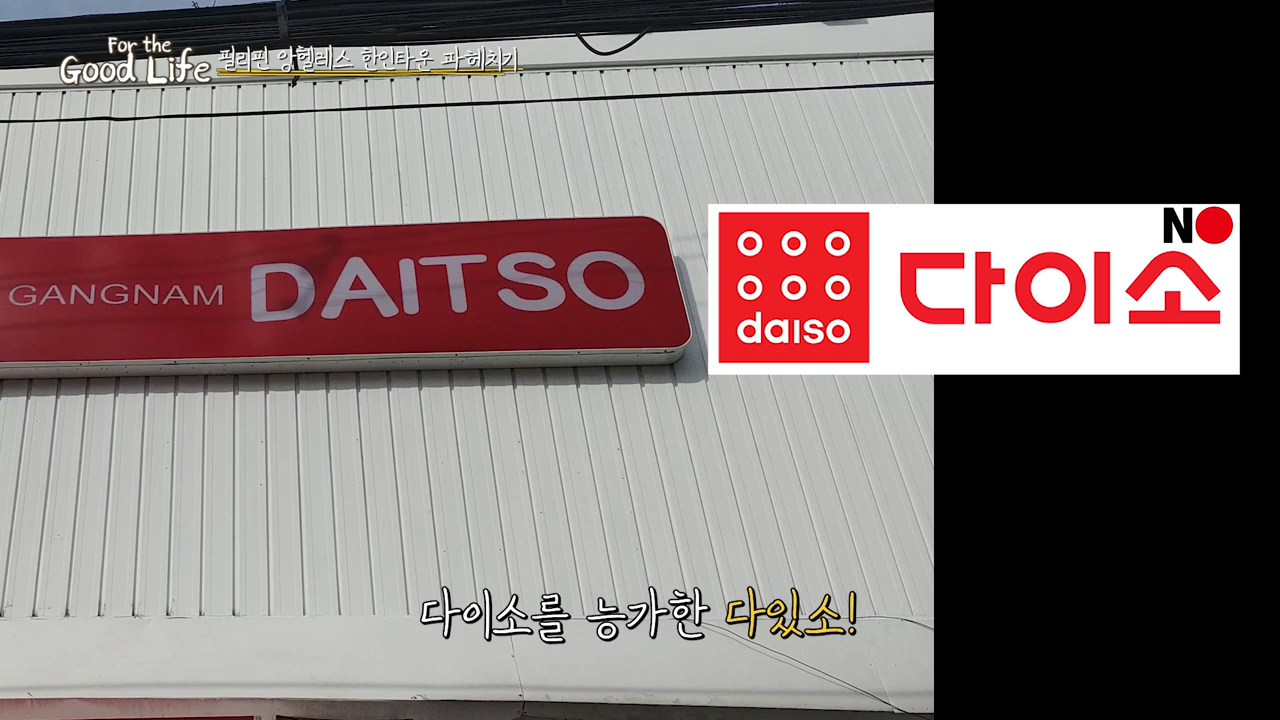 For the
Good Life
필리핀 앙헬레스 한인타운 파헤치기
GANGNAM DAITSO
NO
daiso
다이소
다이소를 능가한 다있소!